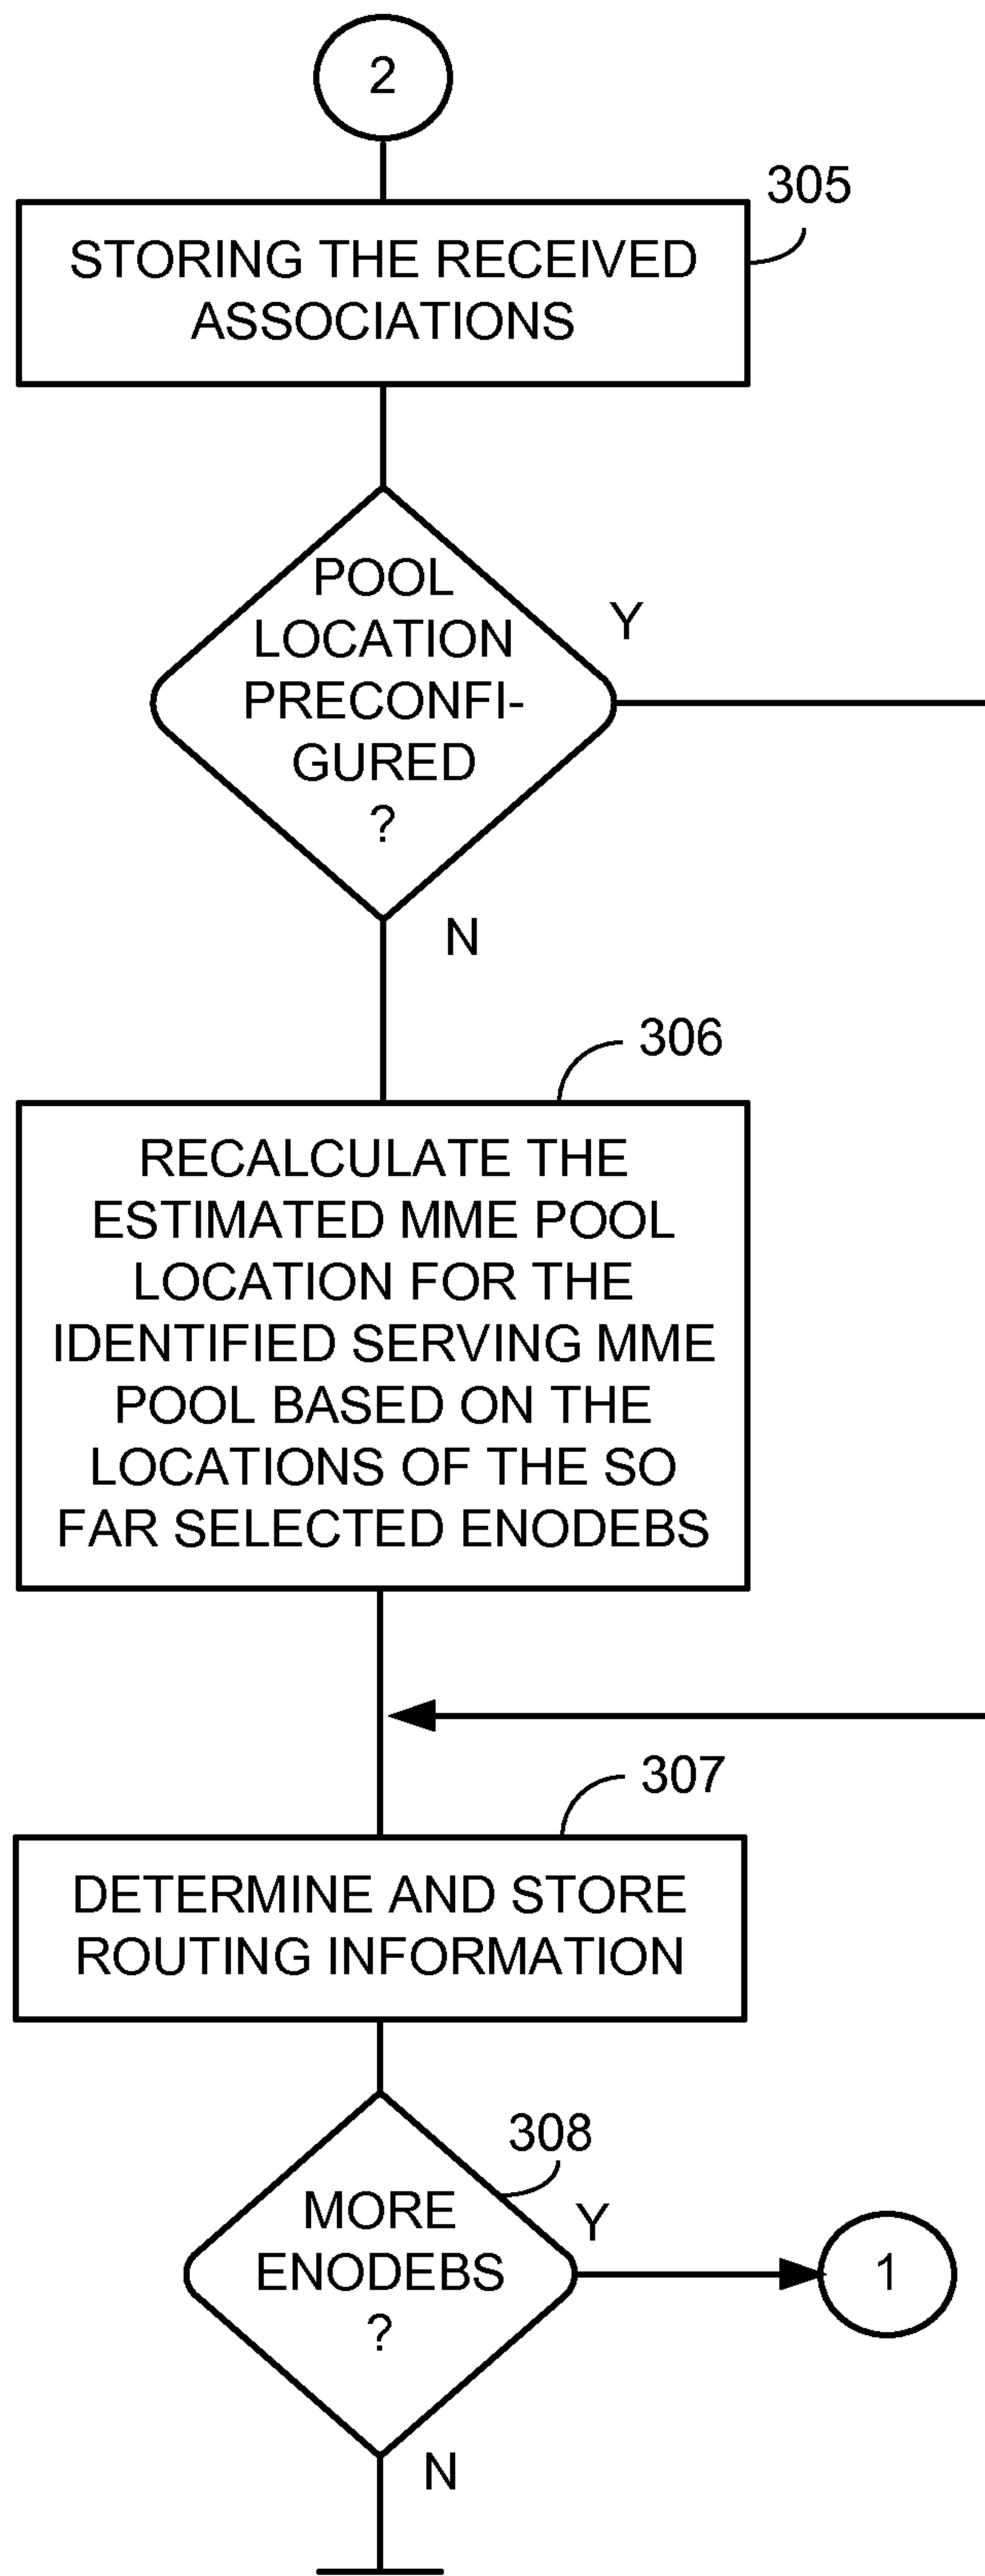 2
305
STORING THE RECEIVED
ASSOCIATIONS
POOL
LOCATION
PRECONFI-
GURED
?
Y
N
306
RECALCULATE THE
ESTIMATED MME POOL
LOCATION FOR THE
IDENTIFIED SERVING MME
POOL BASED ON THE
LOCATIONS OF THE SO
FAR SELECTED ENODEBS
307
DETERMINE AND STORE
ROUTING INFORMATION
308
MORE
ENODEBS
?
Y
1
N